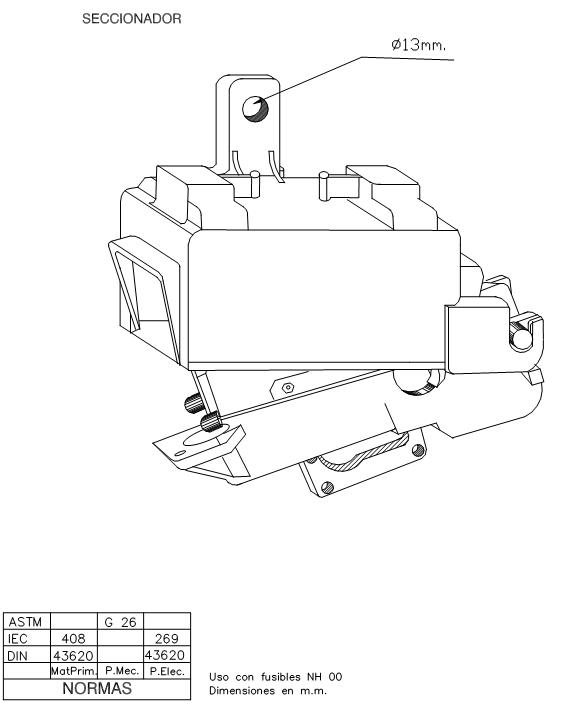 SECCIONADOR
Ø13mm.
ASTM G 26
IEC 408 269
DIN 43620 43620
MatPrim. P.Mec. P.Elec.
NORMAS
Uso con fusibles NH 00
Dimensiones en m.m.